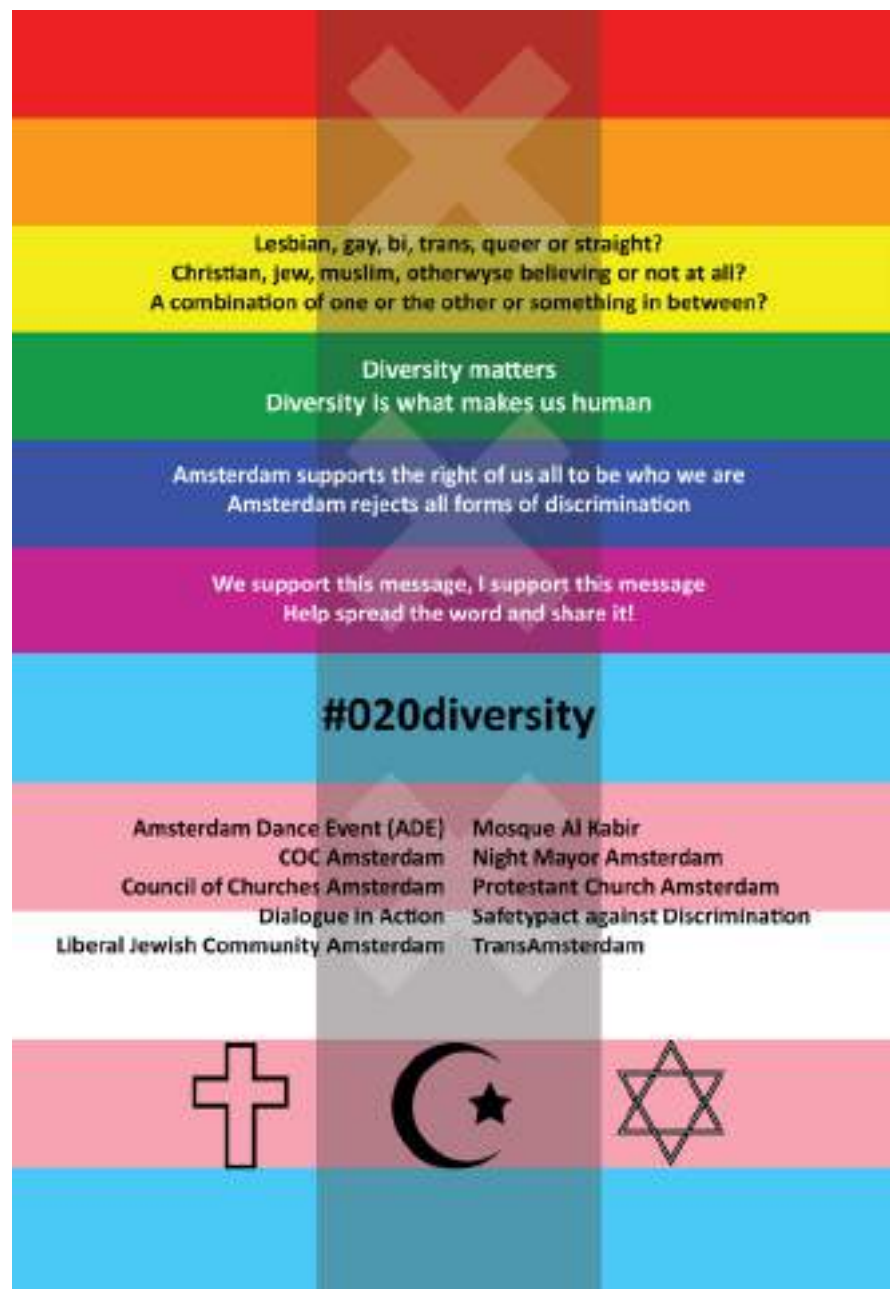 Lesbian, gay, bi, trans, queer or straight?
Christian, jew, muslim, otherwyse believing or not at all?
A combination of one or the other or something in between?
Diversity matters
Diversity is what makes us human
Amsterdam supports the right of us all to be who we are
Amsterdam rejects all forms of discrimination
We support this message, I support this message
Help spread the word and share it!
#020diversity
Amsterdam Dance Event (ADE)
COC Amsterdam
Council of Churches Amsterdam
Dialogue in Action
Liberal Jewish Community Amsterdam
Mosque Al Kabir
Night Mayor Amsterdam
Protestant Church Amsterdam
Safetypact against Discrimination
TransAmsterdam